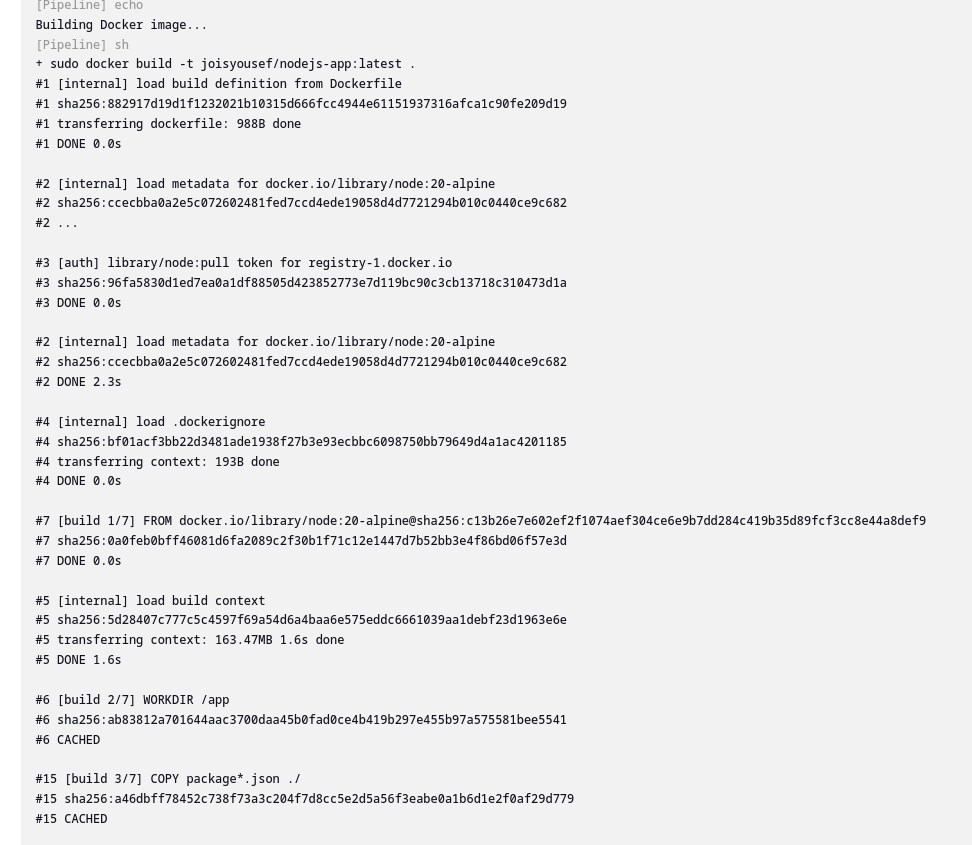 [Pipeline] echo
Building Docker image...
[Pipeline] sh
+ sudo docker build -t joisyousef/nodejs-app:latest .
#1 [internal] load build definition from Dockerfile
#1 sha256:882917d19d1f1232021b10315d666fcc4944e61151937316afca1c90fe209d19
#1 transferring dockerfile: 988B done
#1 DONE 0.0s
#2 [internal] load metadata for docker.io/library/node:20-alpine
#2 sha256:ccecbba0a2e5c072602481fed7ccd4ede19058d4d7721294b010c0440ce9c682
#2 ...
#3 [auth] library/node:pull token for registry-1.docker.io
#3 sha256:96fa5830d1ed7ea0a1df88505d423852773e7d119bc90c3cb13718c310473d1a
#3 DONE 0.0s
#2 [internal] load metadata for docker.io/library/node:20-alpine
#2 sha256:ccecbba0a2e5c072602481fed7ccd4ede19058d4d7721294b010c0440ce9c682
#2 DONE 2.3s
#4 [internal] load .dockerignore
#4 sha256:bf01acf3bb22d3481ade1938f27b3e93ecbbc6098750bb79649d4a1ac4201185
#4 transferring context: 193B done
#4 DONE 0.0s
#7 [build 1/7] FROM docker.io/library/node:20-alpine@sha256:c13b26e7e602ef2f1074aef304ce6e9b7dd284c419b35d89fcf3cc8e44a8def9
#7 sha256:0a0feb0bff46081d6fa2089c2f30b1f71c12e1447d7b52bb3e4f86bd06f57e3d
#7 DONE 0.0s
#5 [internal] load build context
#5 sha256:5d28407c777c5c4597f69a54d6a4baa6e575eddc6661039aa1debf23d1963e6e
#5 transferring context: 163.47MB 1.6s done
#5 DONE 1.6s
#6 [build 2/7] WORKDIR /app
#6 sha256:ab83812a701644aac3700daa45b0fad0ce4b419b297e455b97a575581bee5541
#6 CACHED
#15 [build 3/7] COPY package*.json ./
#15 sha256:a46dbff78452c738f73a3c204f7d8cc5e2d5a56f3eabe0a1b6d1e2f0af29d779
#15 CACHED